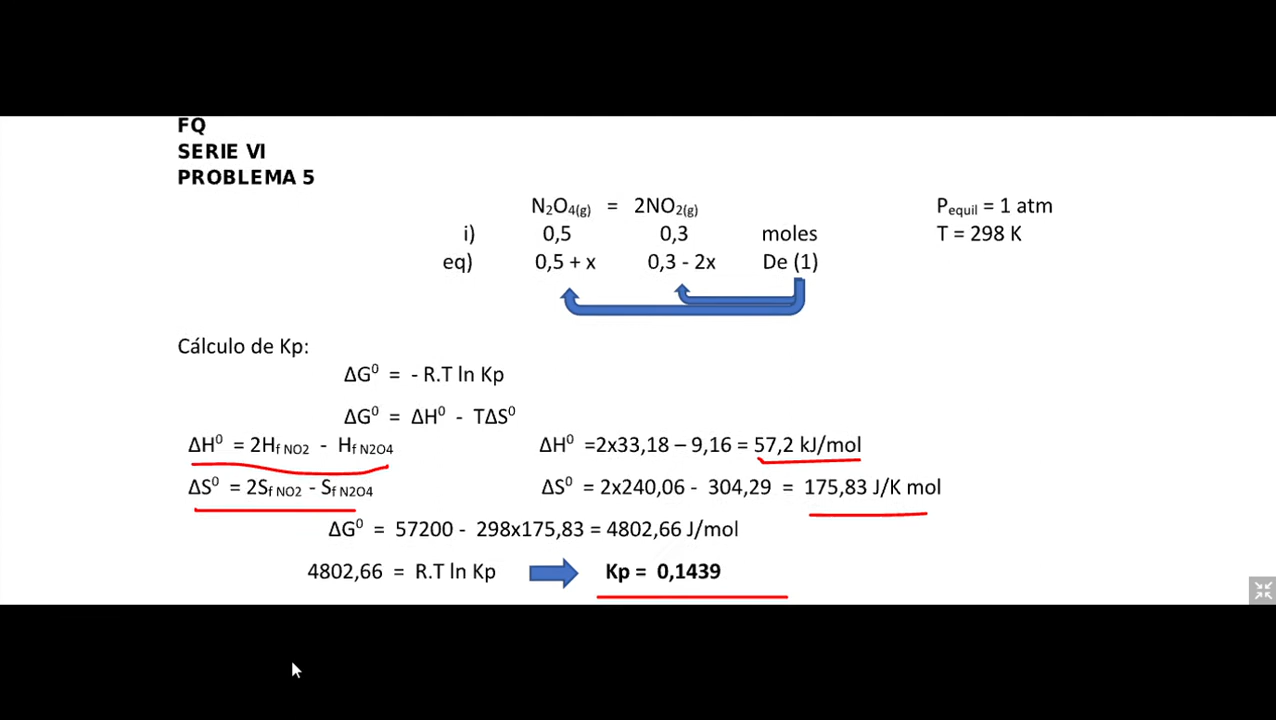 FQ
SERIE VI
PROBLEMA 5
N₂O₄(g) = 2NO₂(g) Pequil = 1 atm
i) 0,5 0,3 moles T = 298 K
eq) 0,5 + x 0,3 - 2x De (1)
Cálculo de Kp:
ΔG⁰ = - R.T ln Kp
ΔG⁰ = ΔH⁰ - TΔS⁰
ΔH⁰ = 2Hf NO2 - Hf N2O4 ΔH⁰ =2x33,18 – 9,16 = 57,2 kJ/mol
ΔS⁰ = 2Sf NO2 - Sf N2O4 ΔS⁰ = 2x240,06 - 304,29 = 175,83 J/K mol
ΔG⁰ = 57200 - 298x175,83 = 4802,66 J/mol
4802,66 = R.T ln Kp Kp = 0,1439